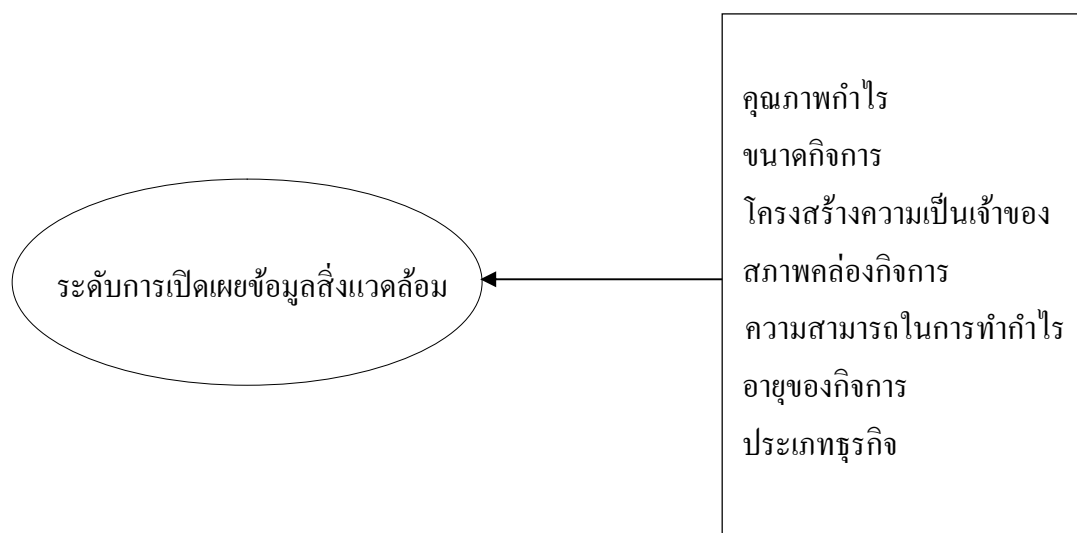 ระดับการเปิดเผยข้อมูลสิ่งแวดล้อม
คุณภาพกำไร
ขนาดกิจการ
โครงสร้างความเป็นเจ้าของ
สภาพคล่องกิจการ
ความสามารถในการทำกำไร
อายุของกิจการ
ประเภทธุรกิจ